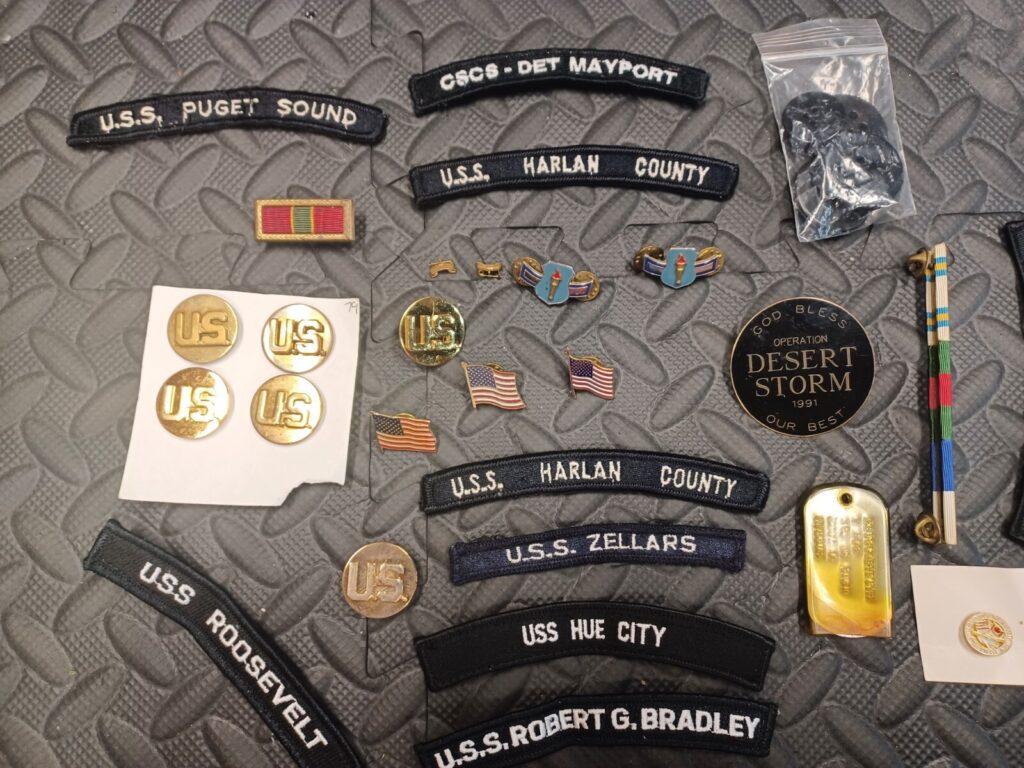 CSCS - DET MAYPORT
U.S.S. PUGET SOUND
U.S.S. HARLAN COUNTY
US
US
US
US
US
79
GOD BLESS
OPERATION
DESERT
STORM
1991
OUR BEST
U.S.S. HARLAN COUNTY
U.S.S. ZELLARS
U.S.
USS HUE CITY
USS ROOSEVELT
U.S.S. ROBERT G. BRADLEY